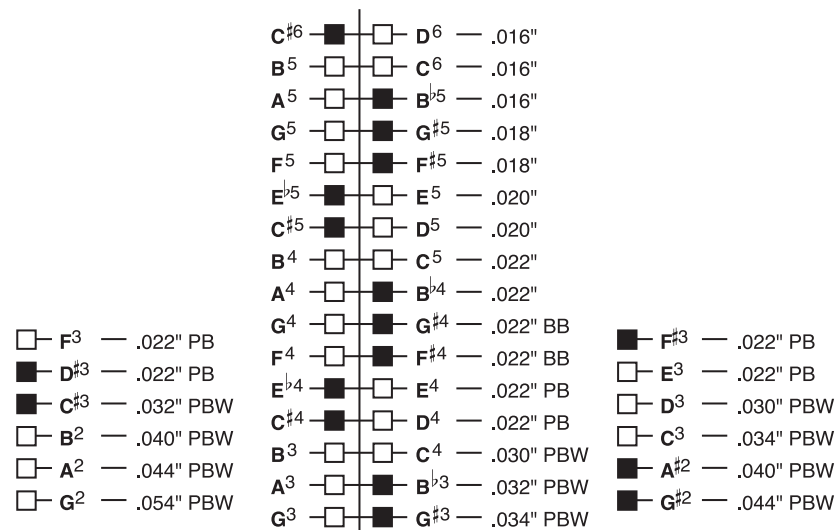 C♯6 D6 — .016"
B5 C6 — .016"
A5 B♭5 — .016"
G5 G♯5 — .018"
F5 F♯5 — .018"
E♭5 E5 — .020"
C♯5 D5 — .020"
B4 C5 — .022"
A4 B♭4 — .022"
G4 G♯4 — .022" BB
F4 F♯4 — .022" BB
E♭4 E4 — .022" PB
C♯4 D4 — .022" PB
B3 C4 — .030" PBW
A3 B♭3 — .032" PBW
G3 G♯3 — .034" PBW
F3 — .022" PB
D♯3 — .022" PB
C♯3 — .032" PBW
B2 — .040" PBW
A2 — .044" PBW
G2 — .054" PBW
F♯3 — .022" PB
E3 — .022" PB
D3 — .030" PBW
C3 — .034" PBW
A♯2 — .040" PBW
G♯2 — .044" PBW